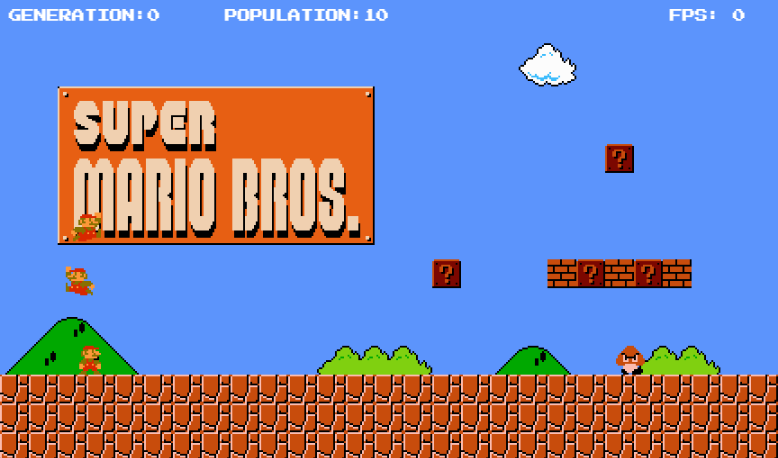 GENERATION:0 POPULATION:10 FPS: 0
SUPER
MARIO BROS.
?
? ? ?